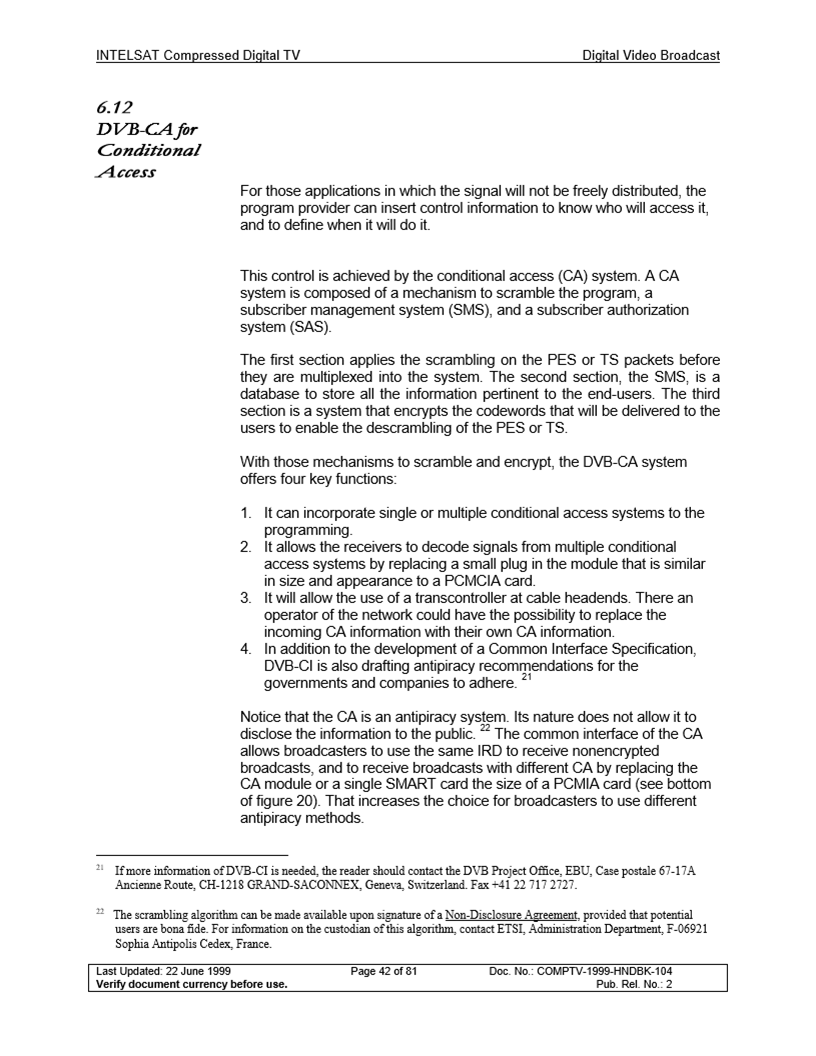 INTELSAT Compressed Digital TV Digital Video Broadcast
6.12
DVB-CA for
Conditional
Access
For those applications in which the signal will not be freely distributed, the
program provider can insert control information to know who will access it,
and to define when it will do it.
This control is achieved by the conditional access (CA) system. A CA
system is composed of a mechanism to scramble the program, a
subscriber management system (SMS), and a subscriber authorization
system (SAS).
The first section applies the scrambling on the PES or TS packets before
they are multiplexed into the system. The second section, the SMS, is a
database to store all the information pertinent to the end-users. The third
section is a system that encrypts the codewords that will be delivered to the
users to enable the descrambling of the PES or TS.
With those mechanisms to scramble and encrypt, the DVB-CA system
offers four key functions:
1. It can incorporate single or multiple conditional access systems to the
programming.
2. It allows the receivers to decode signals from multiple conditional
access systems by replacing a small plug in the module that is similar
in size and appearance to a PCMCIA card.
3. It will allow the use of a transcontroller at cable headends. There an
operator of the network could have the possibility to replace the
incoming CA information with their own CA information.
4. In addition to the development of a Common Interface Specification,
DVB-CI is also drafting antipiracy recommendations for the
governments and companies to adhere. 21
Notice that the CA is an antipiracy system. Its nature does not allow it to
disclose the information to the public. 22 The common interface of the CA
allows broadcasters to use the same IRD to receive nonencrypted
broadcasts, and to receive broadcasts with different CA by replacing the
CA module or a single SMART card the size of a PCMIA card (see bottom
of figure 20). That increases the choice for broadcasters to use different
antipiracy methods.
21 If more information of DVB-CI is needed, the reader should contact the DVB Project Office, EBU, Case postale 67-17A
Ancienne Route, CH-1218 GRAND-SACONNEX, Geneva, Switzerland. Fax +41 22 717 2727.
22 The scrambling algorithm can be made available upon signature of a Non-Disclosure Agreement, provided that potential
users are bona fide. For information on the custodian of this algorithm, contact ETSI, Administration Department, F-06921
Sophia Antipolis Cedex, France.
Last Updated: 22 June 1999 Page 42 of 81 Doc. No.: COMPTV-1999-HNDBK-104
Verify document currency before use. Pub. Rel. No.: 2